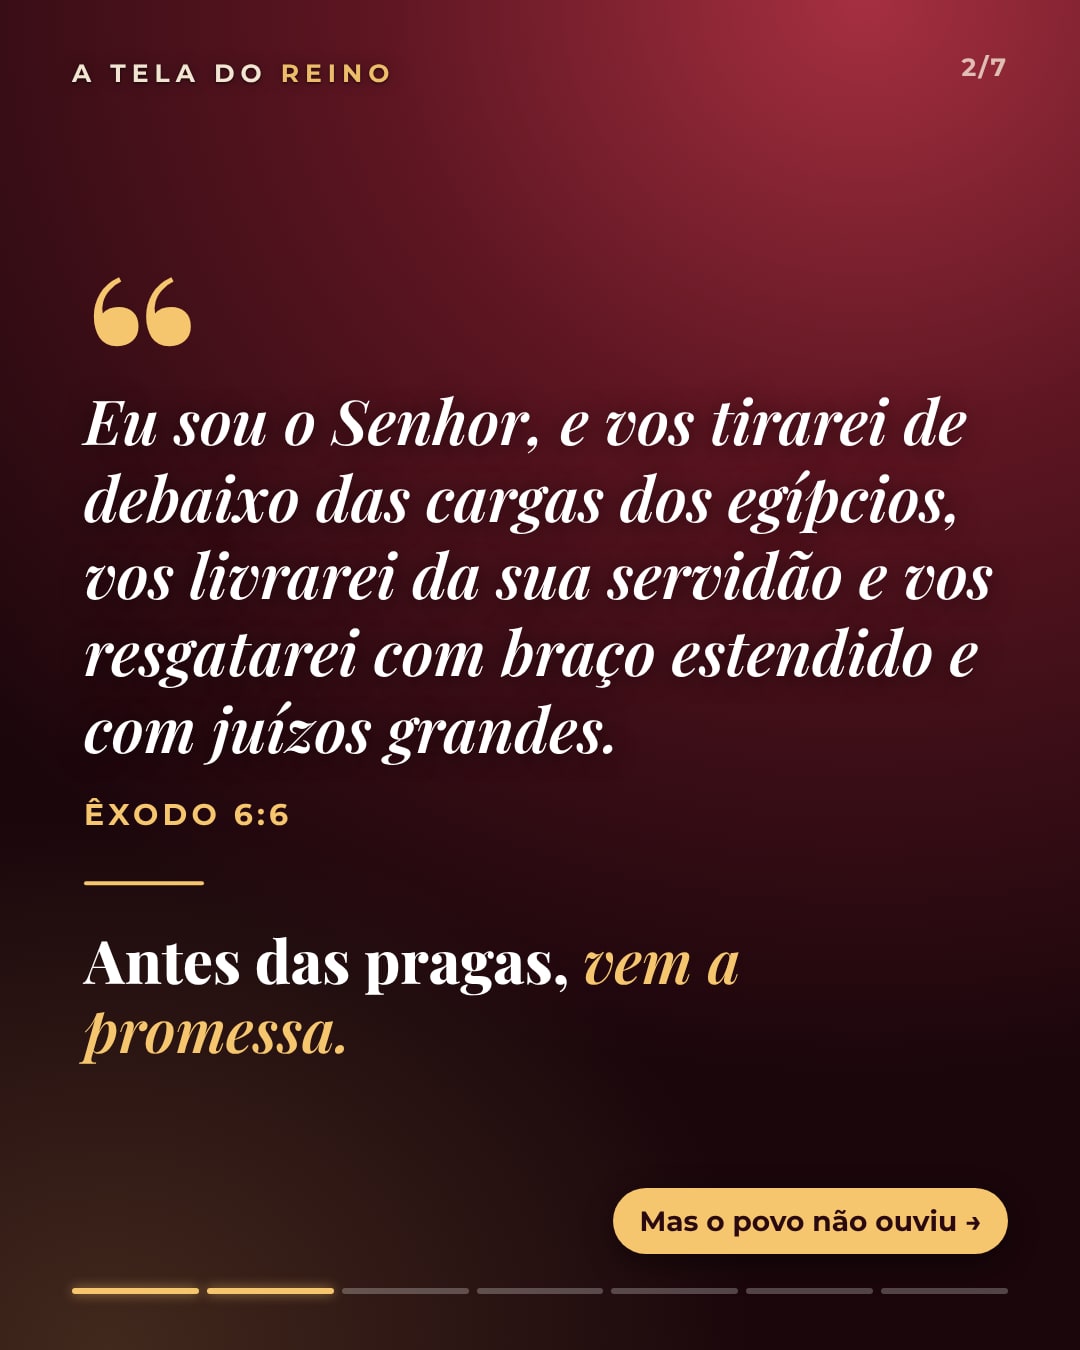 A TELA DO REINO
2/7
“
Eu sou o Senhor, e vos tirarei de
debaixo das cargas dos egípcios,
vos livrarei da sua servidão e vos
resgatarei com braço estendido e
com juízos grandes.
ÊXODO 6:6
Antes das pragas, vem a
promessa.
Mas o povo não ouviu →